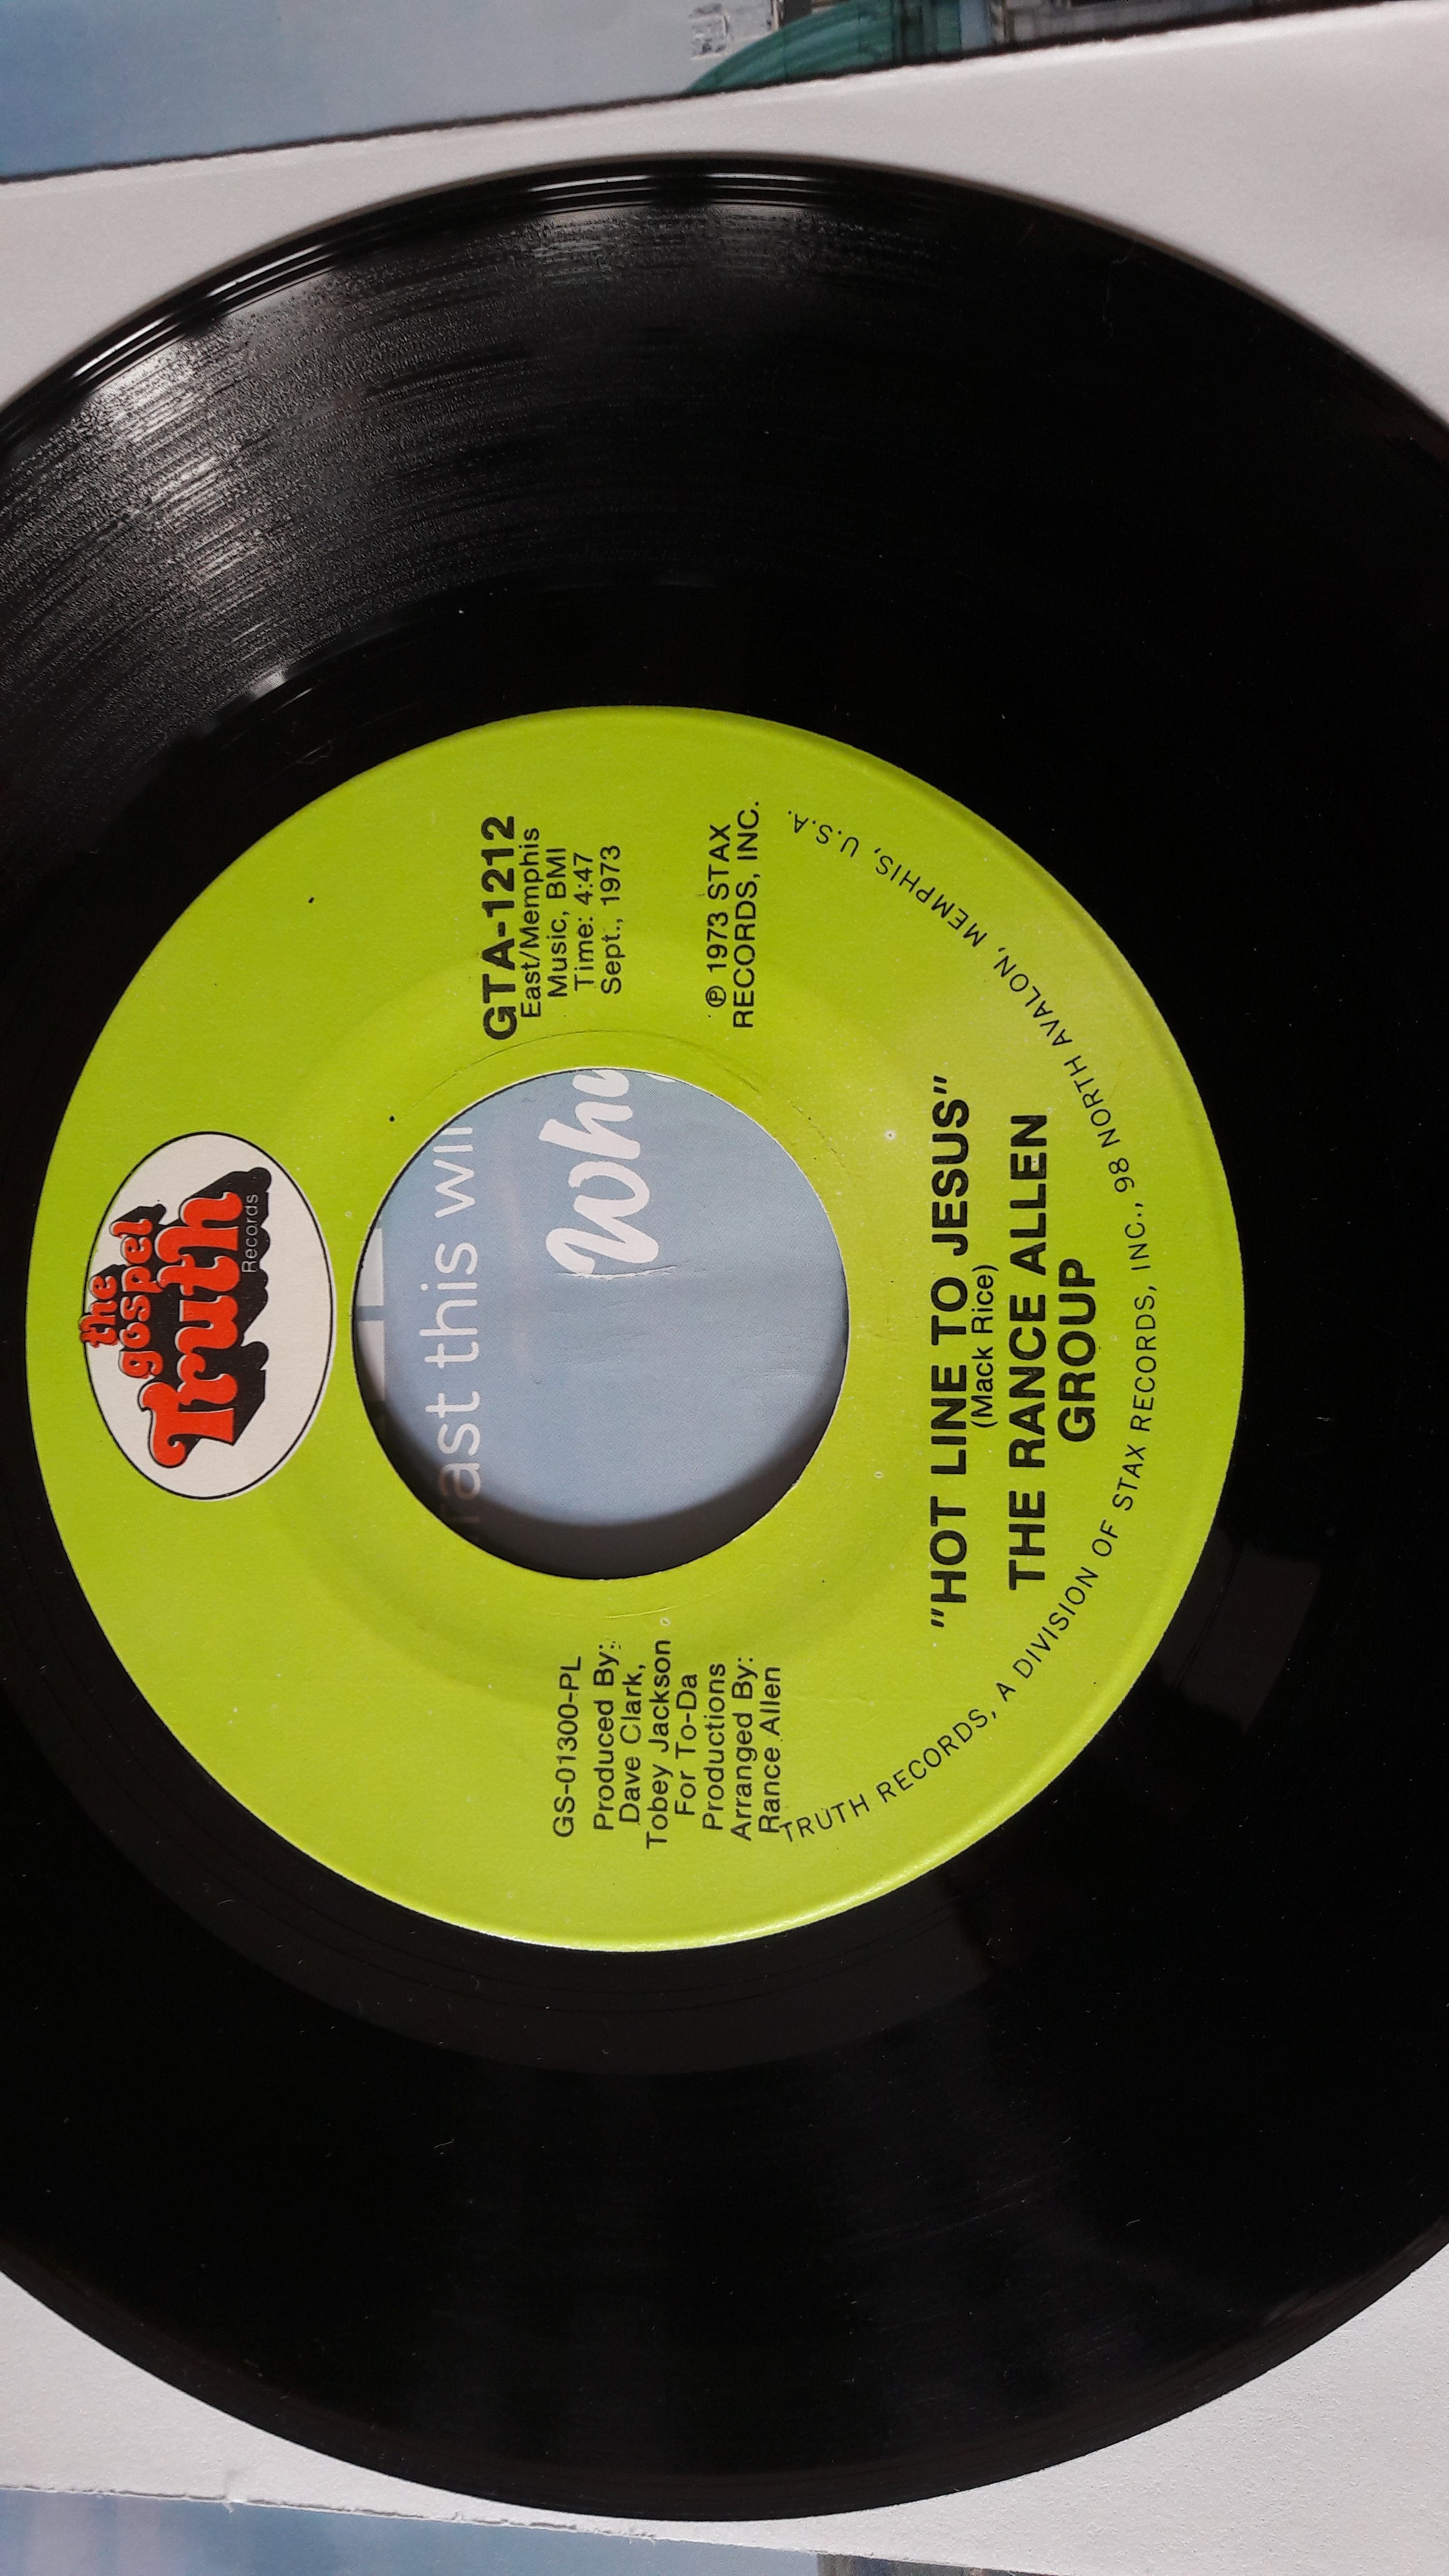 the
gospel
Truth
Records
GTA-1212
East/Memphis
Music, BMI
Time: 4:47
Sept., 1973
℗ 1973 STAX
RECORDS, INC.
GS-01300-PL
Produced By:
Dave Clark,
Tobey Jackson
For To-Da
Productions
Arranged By:
Rance Allen
"HOT LINE TO JESUS"
(Mack Rice)
THE RANCE ALLEN
GROUP
TRUTH RECORDS, A DIVISION OF STAX RECORDS, INC., 98 NORTH AVALON, MEMPHIS, U.S.A.
this